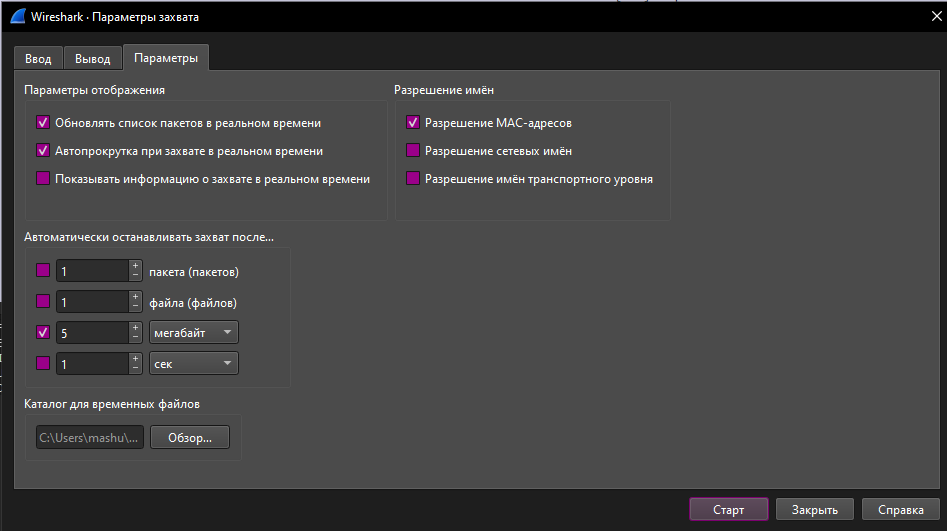 Wireshark · Параметры захвата
Ввод Вывод Параметры
Параметры отображения
Обновлять список пакетов в реальном времени
Автопрокрутка при захвате в реальном времени
Показывать информацию о захвате в реальном времени
Разрешение имён
Разрешение MAC-адресов
Разрешение сетевых имён
Разрешение имён транспортного уровня
Автоматически останавливать захват после...
1 пакета (пакетов)
1 файла (файлов)
5 мегабайт
1 сек
Каталог для временных файлов
C:\Users\mashu\... Обзор...
Старт Закрыть Справка